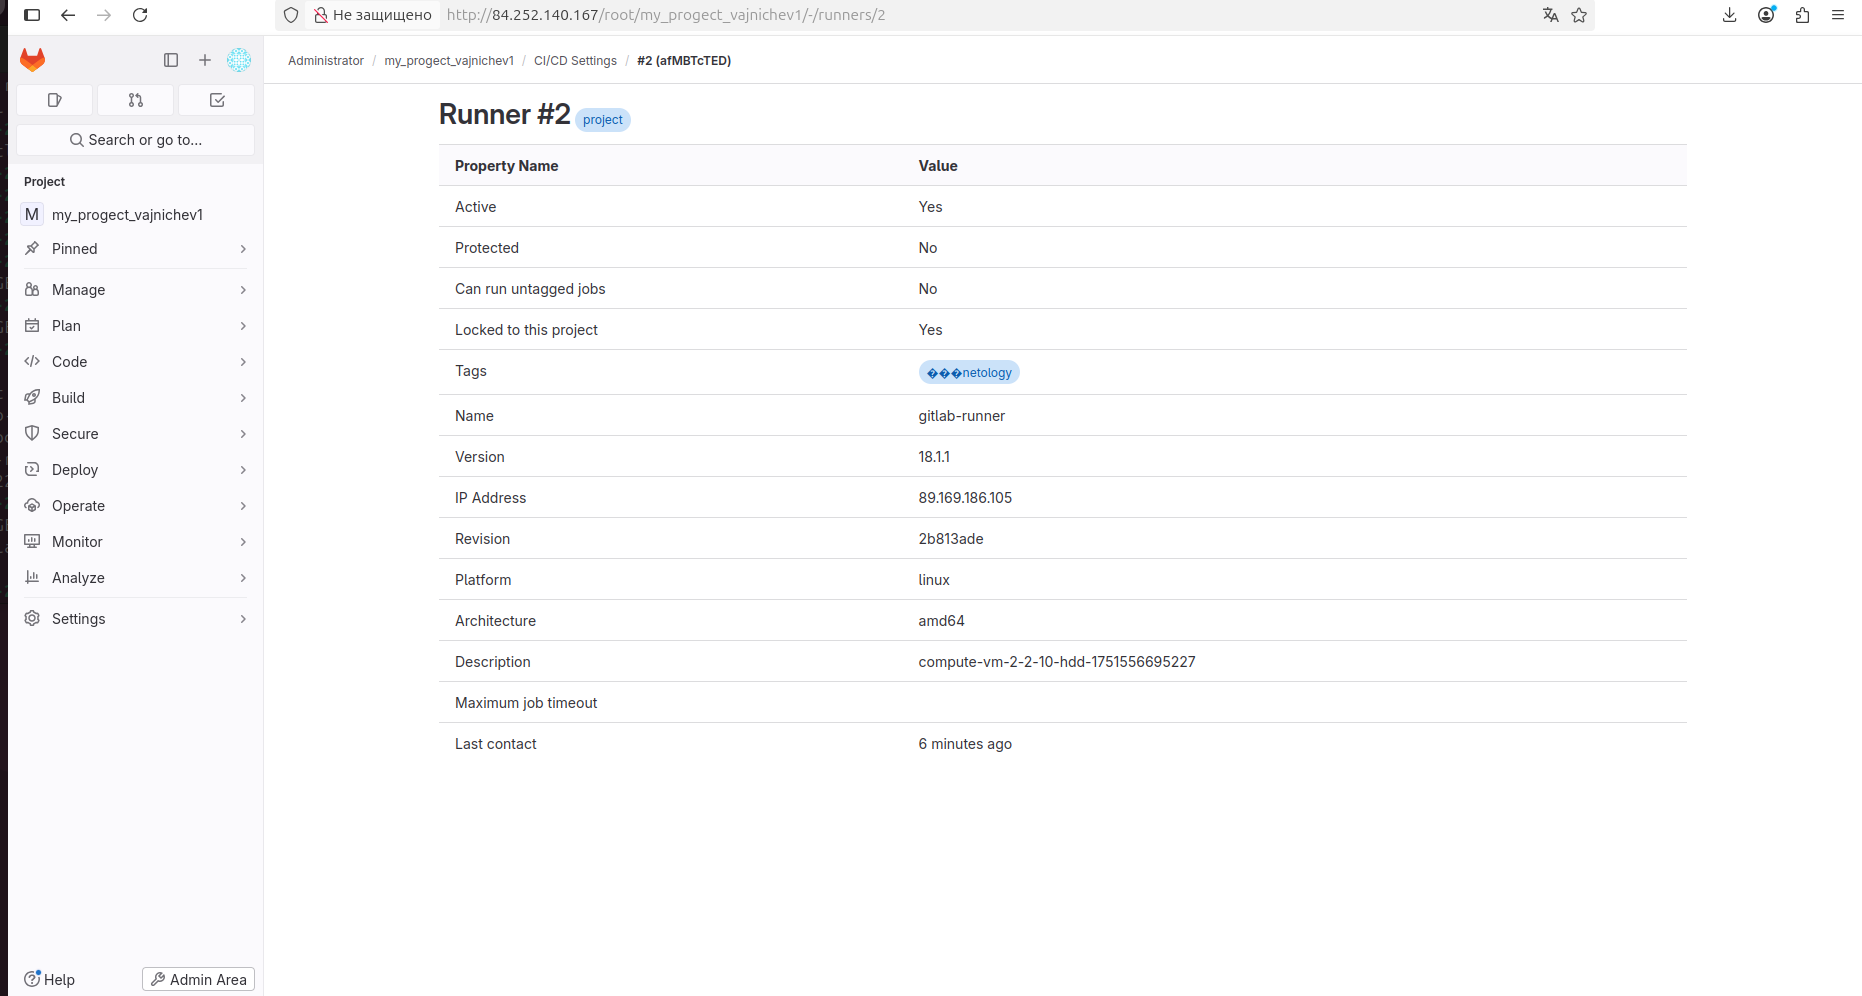 Не защищено
http://84.252.140.167/root/my_progect_vajnichev1/-/runners/2
Administrator / my_progect_vajnichev1 / CI/CD Settings / #2 (afMBTcTED)
Search or go to...
Project
M my_progect_vajnichev1
Pinned
Manage
Plan
Code
Build
Secure
Deploy
Operate
Monitor
Analyze
Settings
Help
Admin Area
Runner #2 project
Property Name Value
Active Yes
Protected No
Can run untagged jobs No
Locked to this project Yes
Tags ���netology
Name gitlab-runner
Version 18.1.1
IP Address 89.169.186.105
Revision 2b813ade
Platform linux
Architecture amd64
Description compute-vm-2-2-10-hdd-1751556695227
Maximum job timeout
Last contact 6 minutes ago